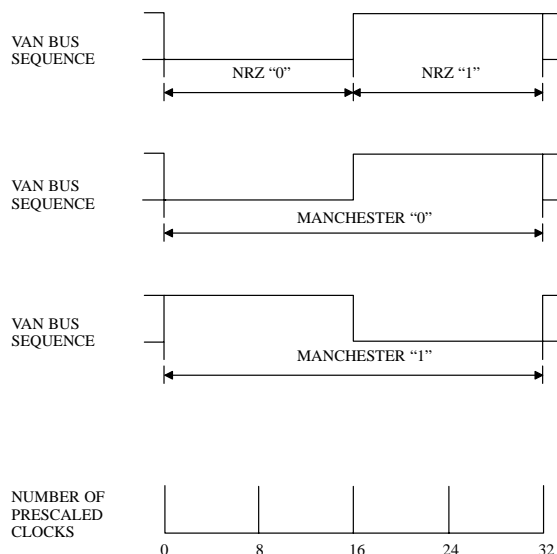 VAN BUS
SEQUENCE
NRZ “0”
NRZ “1”
VAN BUS
SEQUENCE
MANCHESTER “0”
VAN BUS
SEQUENCE
MANCHESTER “1”
NUMBER OF
PRESCALED
CLOCKS
0 8 16 24 32